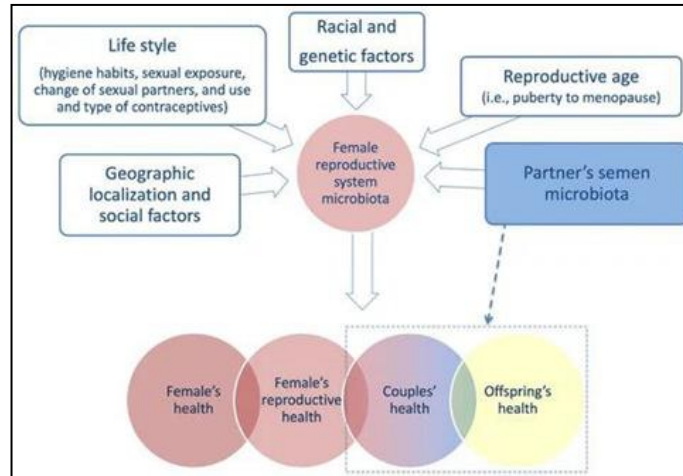 Life style
(hygiene habits, sexual exposure,
change of sexual partners, and use
and type of contraceptives)
Racial and
genetic factors
Reproductive age
(i.e., puberty to menopause)
Geographic
localization and
social factors
Female
reproductive
system
microbiota
Partner's semen
microbiota
Female's
health
Female's
reproductive
health
Couples'
health
Offspring's
health